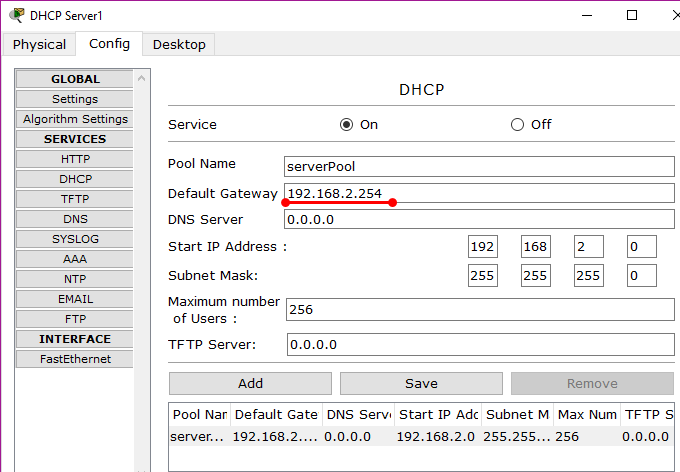 DHCP Server1
Physical Config Desktop
GLOBAL
Settings
Algorithm Settings
SERVICES
HTTP
DHCP
TFTP
DNS
SYSLOG
AAA
NTP
EMAIL
FTP
INTERFACE
FastEthernet
DHCP
Service On Off
Pool Name serverPool
Default Gateway 192.168.2.254
DNS Server 0.0.0.0
Start IP Address : 192 168 2 0
Subnet Mask: 255 255 255 0
Maximum number
of Users : 256
TFTP Server: 0.0.0.0
Add Save Remove
Pool Nar Default Gate DNS Serve Start IP Adc Subnet M Max Num TFTP S
server... 192.168.2.... 0.0.0.0 192.168.2.0 255.255... 256 0.0.0.0